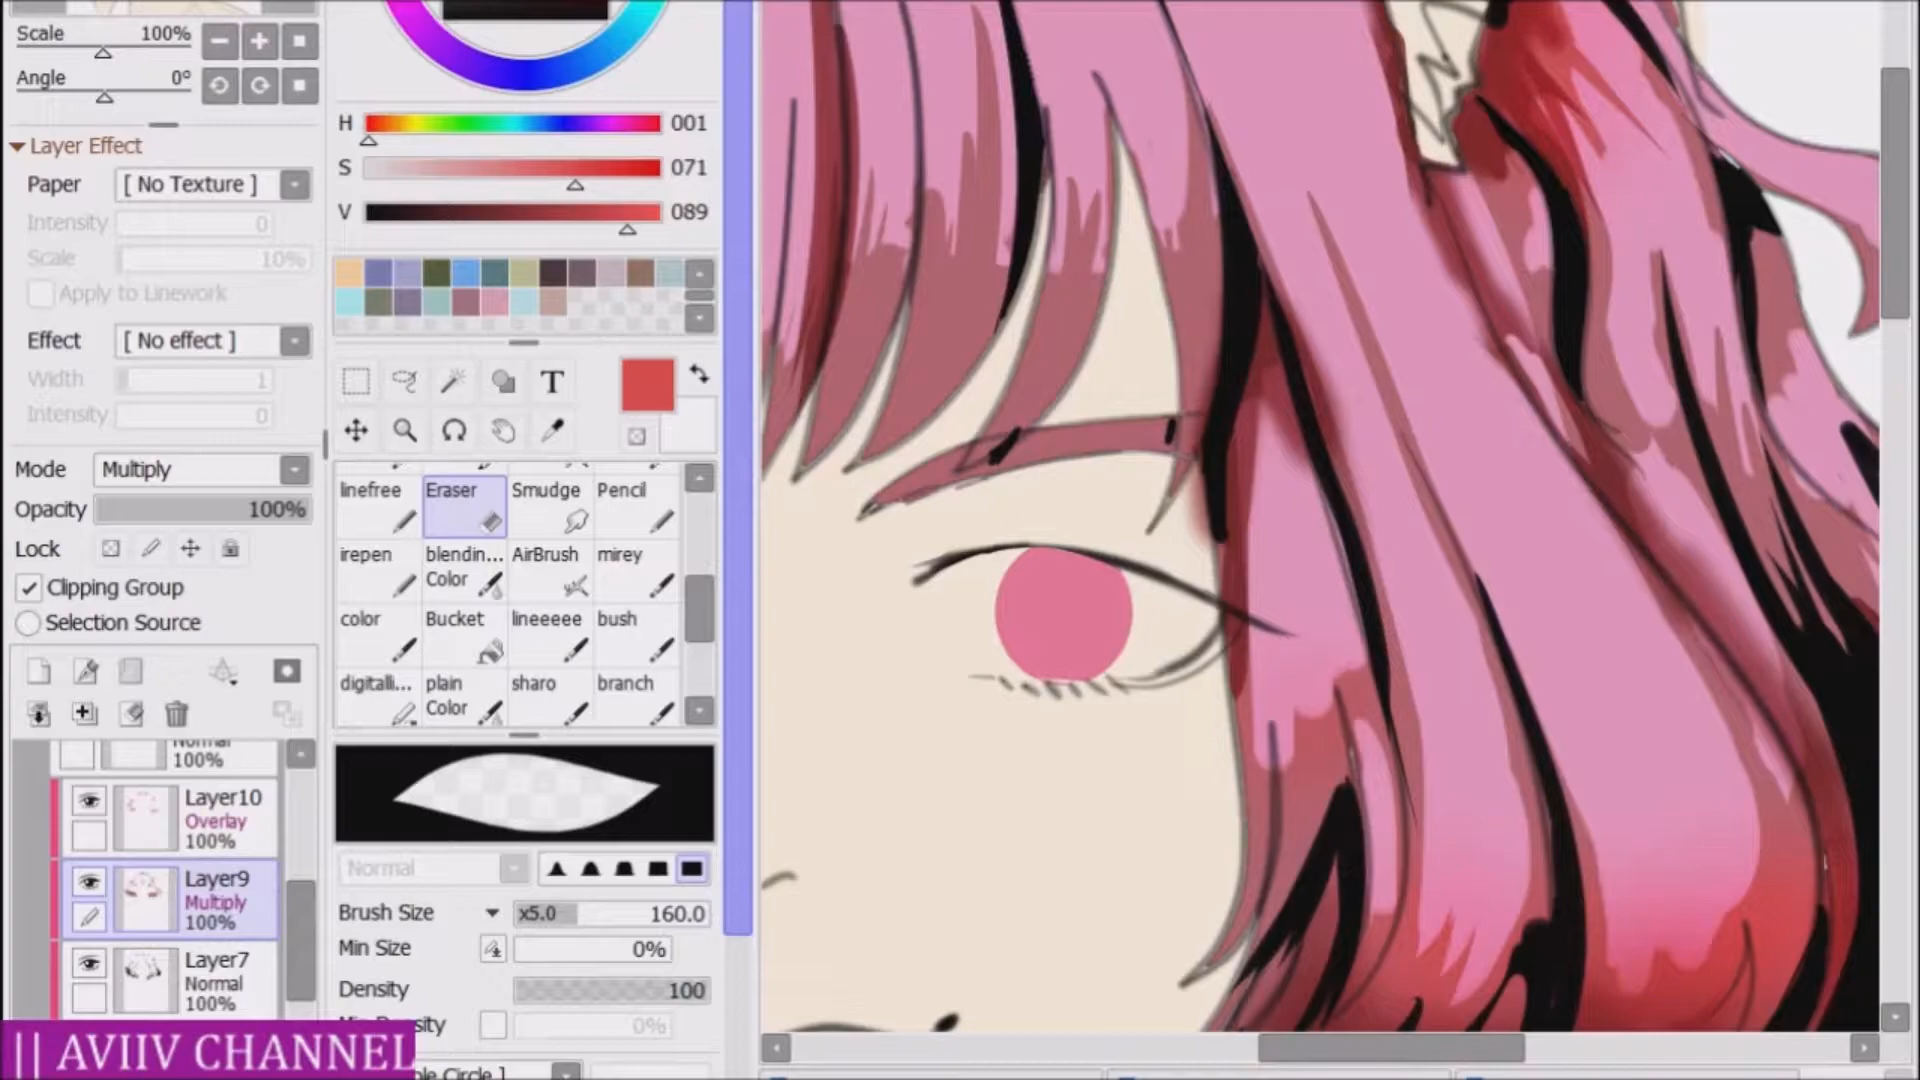 Scale 100%
Angle 0°
Layer Effect
Paper [ No Texture ]
Intensity 0
Scale 10%
Apply to Linework
Effect [ No effect ]
Width 1
Intensity 0
Mode Multiply
Opacity 100%
Lock
Clipping Group
Selection Source
Normal
100%
Layer10
Overlay
100%
Layer9
Multiply
100%
Layer7
Normal
100%
|| AVIIV CHANNEL
H 001
S 071
V 089
T
linefree Eraser Smudge Pencil
irepen blendin... AirBrush mirey
Color
color Bucket lineeeee bush
digitalli... plain sharo branch
Color
Normal
Brush Size x5.0 160.0
Min Size 0%
Density 100
0%
Circle ]